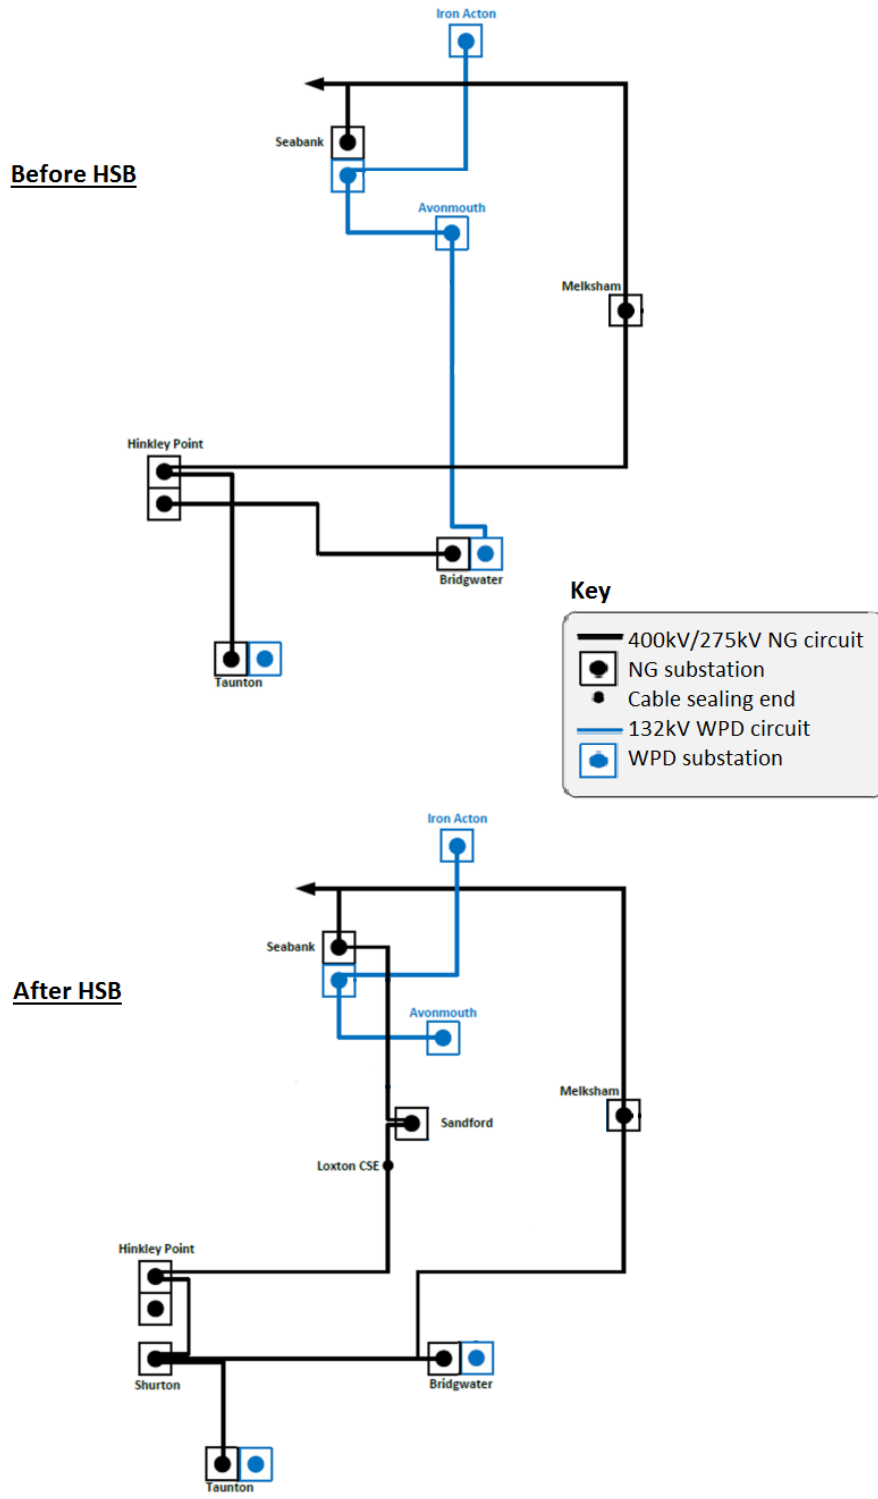 Iron Acton
Seabank
Before HSB
Avonmouth
Melksham
Hinkley Point
Bridgwater
Taunton
Key
400kV/275kV NG circuit
NG substation
Cable sealing end
132kV WPD circuit
WPD substation
Iron Acton
Seabank
After HSB
Avonmouth
Melksham
Sandford
Loxton CSE
Hinkley Point
Shurton
Bridgwater
Taunton